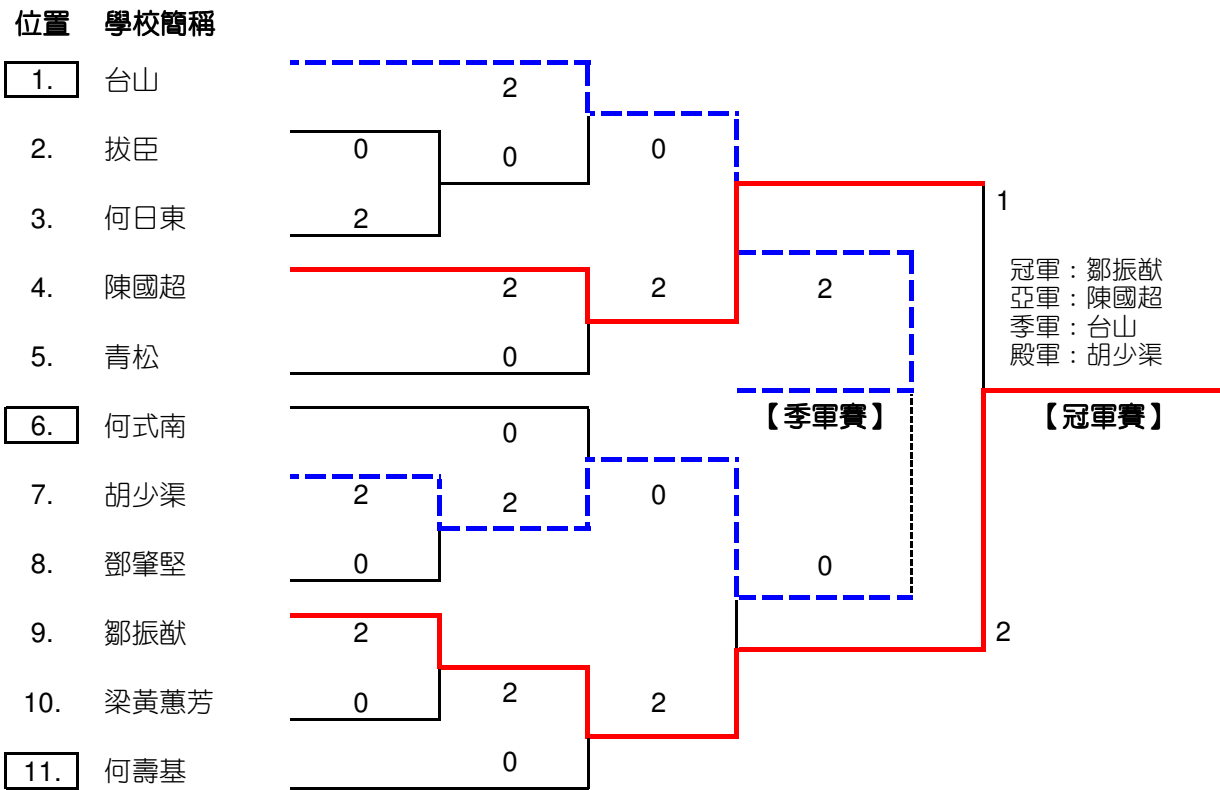 位置 學校簡稱
1. 台山 2
2. 拔臣 0 0 0
1
3. 何日東 2
冠軍：鄒振猷
4. 陳國超 2 2 2
亞軍：陳國超
季軍：台山
5. 青松 0
殿軍：胡少渠
6. 何式南 0 【季軍賽】 【冠軍賽】
7. 胡少渠 2 2 0
8. 鄧肇堅 0 0
9. 鄒振猷 2 2
10. 梁黃蕙芳 0 2 2
11. 何壽基 0